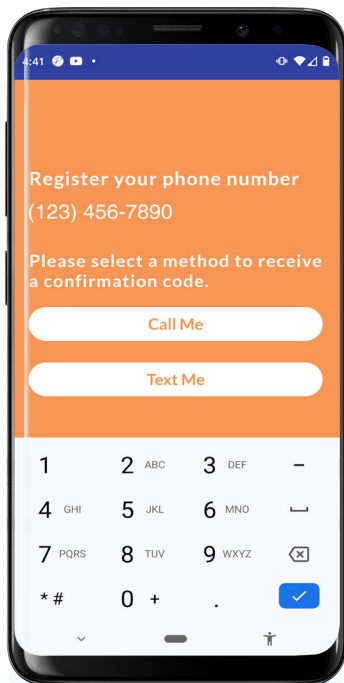 4:41
Register your phone number
(123) 456-7890
Please select a method to receive
a confirmation code.
Call Me
Text Me
1 2 ABC 3 DEF -
4 GHI 5 JKL 6 MNO
7 PQRS 8 TUV 9 WXYZ
* # 0 + .